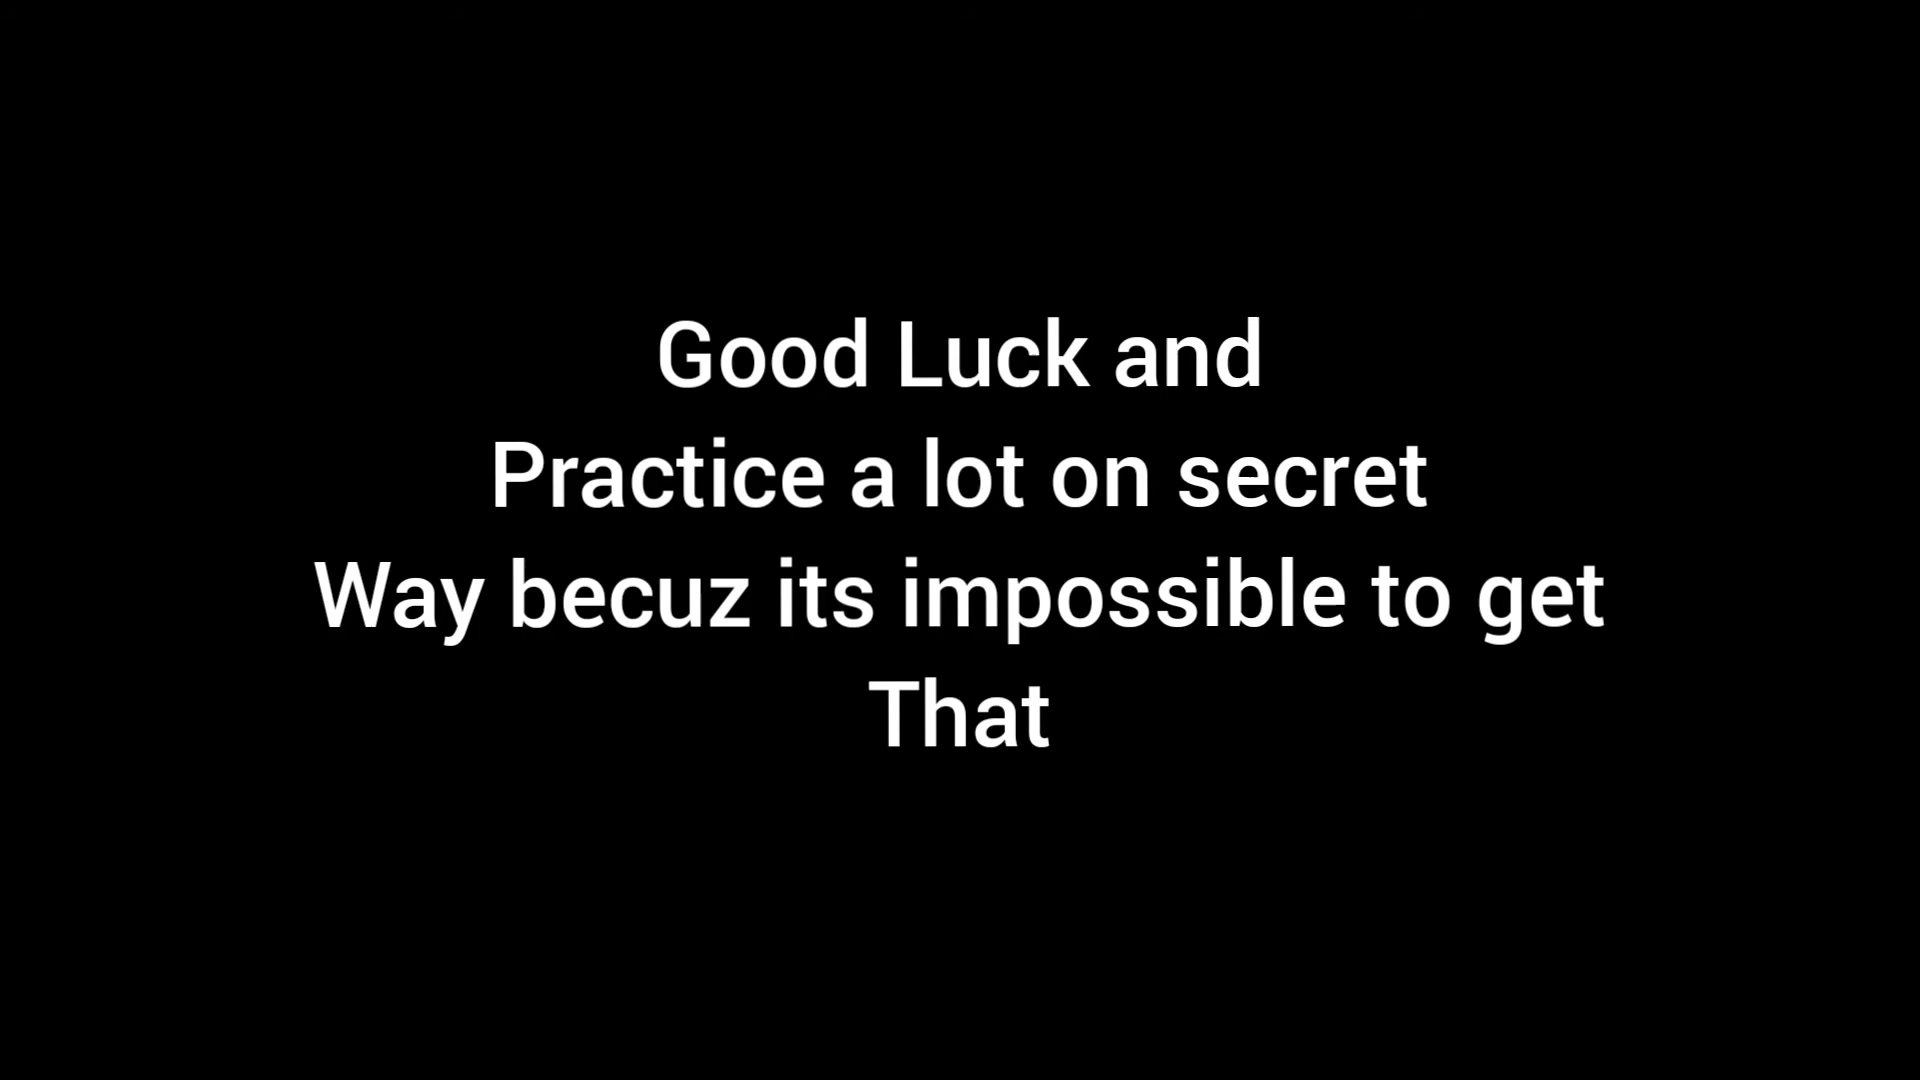 Good Luck and
Practice a lot on secret
Way becuz its impossible to get
That